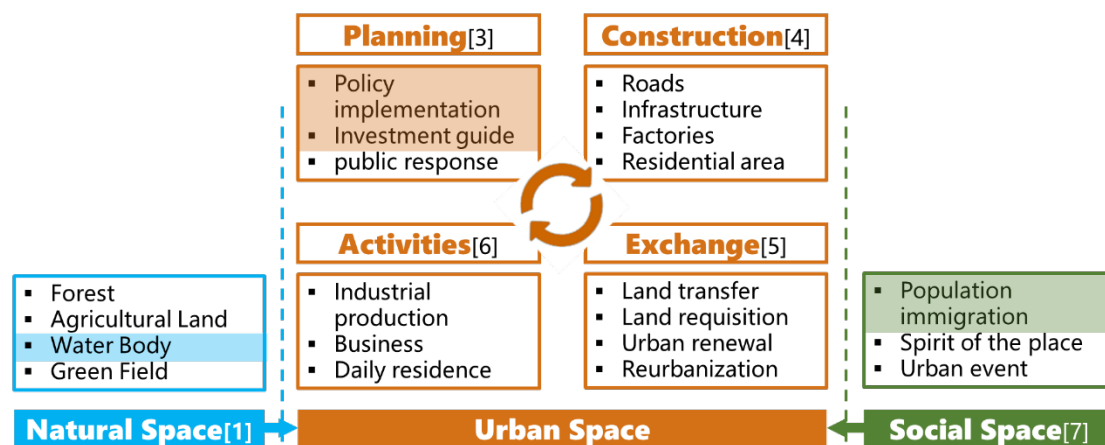 Planning[3]
▪ Policy
implementation
▪ Investment guide
▪ public response
Construction[4]
▪ Roads
▪ Infrastructure
▪ Factories
▪ Residential area
Activities[6]
▪ Industrial
production
▪ Business
▪ Daily residence
Exchange[5]
▪ Land transfer
▪ Land requisition
▪ Urban renewal
▪ Reurbanization
▪ Forest
▪ Agricultural Land
▪ Water Body
▪ Green Field
▪ Population
immigration
▪ Spirit of the place
▪ Urban event
Natural Space[1]
Urban Space
Social Space[7]